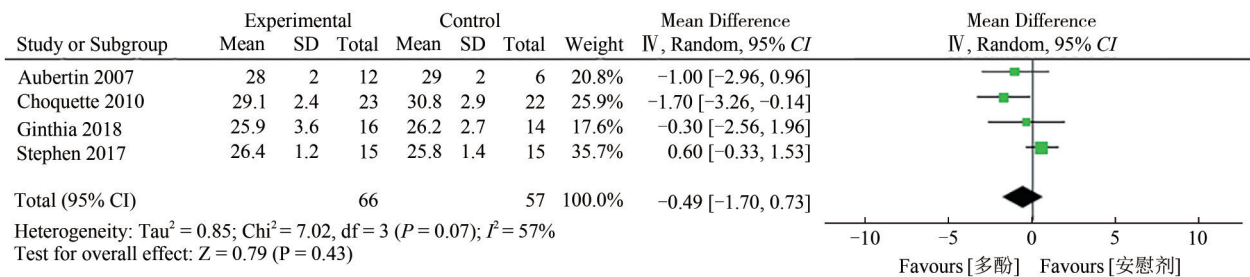 Experimental Control Mean Difference Mean Difference
Study or Subgroup Mean SD Total Mean SD Total Weight Ⅳ, Random, 95% CI Ⅳ, Random, 95% CI
Aubertin 2007 28 2 12 29 2 6 20.8% −1.00 [−2.96, 0.96]
Choquette 2010 29.1 2.4 23 30.8 2.9 22 25.9% −1.70 [−3.26, −0.14]
Ginthia 2018 25.9 3.6 16 26.2 2.7 14 17.6% −0.30 [−2.56, 1.96]
Stephen 2017 26.4 1.2 15 25.8 1.4 15 35.7% 0.60 [−0.33, 1.53]
Total (95% CI) 66 57 100.0% −0.49 [−1.70, 0.73]
Heterogeneity: Tau² = 0.85; Chi² = 7.02, df = 3 (P = 0.07); I² = 57%
Test for overall effect: Z = 0.79 (P = 0.43)
−10 −5 0 5 10
Favours [多酚] Favours [安慰剂]